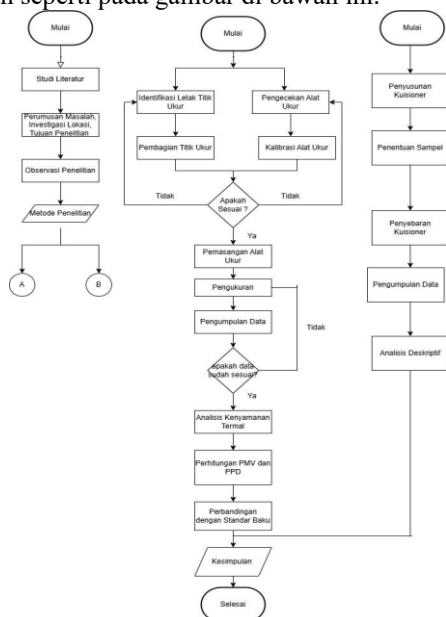 seperti pada gambar di bawah ini.
Mulai
Studi Literatur
Perumusan Masalah,
Investigasi Lokasi,
Tujuan Penelitian
Observasi Penelitian
Metode Penelitian
A
B
Mulai
Identifikasi Letak Titik
Ukur
Pengecekan Alat
Ukur
Pembagian Titik Ukur
Kalibrasi Alat Ukur
Tidak
Apakah
Sesuai ?
Tidak
Ya
Pemasangan Alat
Ukur
Pengukuran
Pengumpulan Data
Tidak
apakah data
sudah sesuai?
Ya
Analisis Kenyamanan
Termal
Perhitungan PMV dan
PPD
Perbandingan
dengan Standar Baku
Kesimpulan
Selesai
Mulai
Penyusunan
Kuisioner
Penentuan Sampel
Penyebaran
Kuisioner
Pengumpulan Data
Analisis Deskriptif